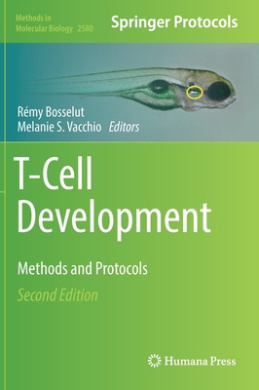 Methods in
Molecular Biology 2580
Springer Protocols
Rémy Bosselut
Melanie S. Vacchio Editors
T-Cell
Development
Methods and Protocols
Second Edition
Humana Press